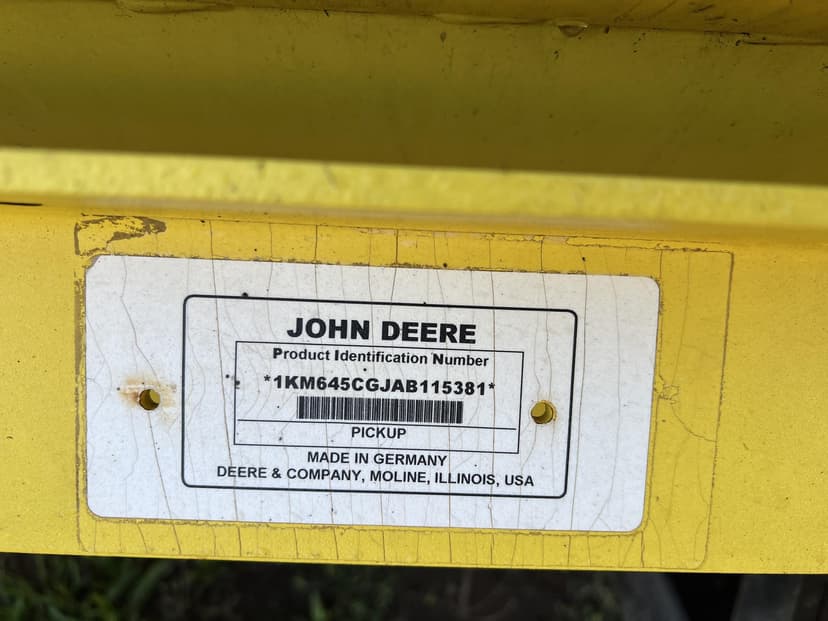 JOHN DEERE
Product Identification Number
*1KM645CGJAB115381*
PICKUP
MADE IN GERMANY
DEERE & COMPANY, MOLINE, ILLINOIS, USA